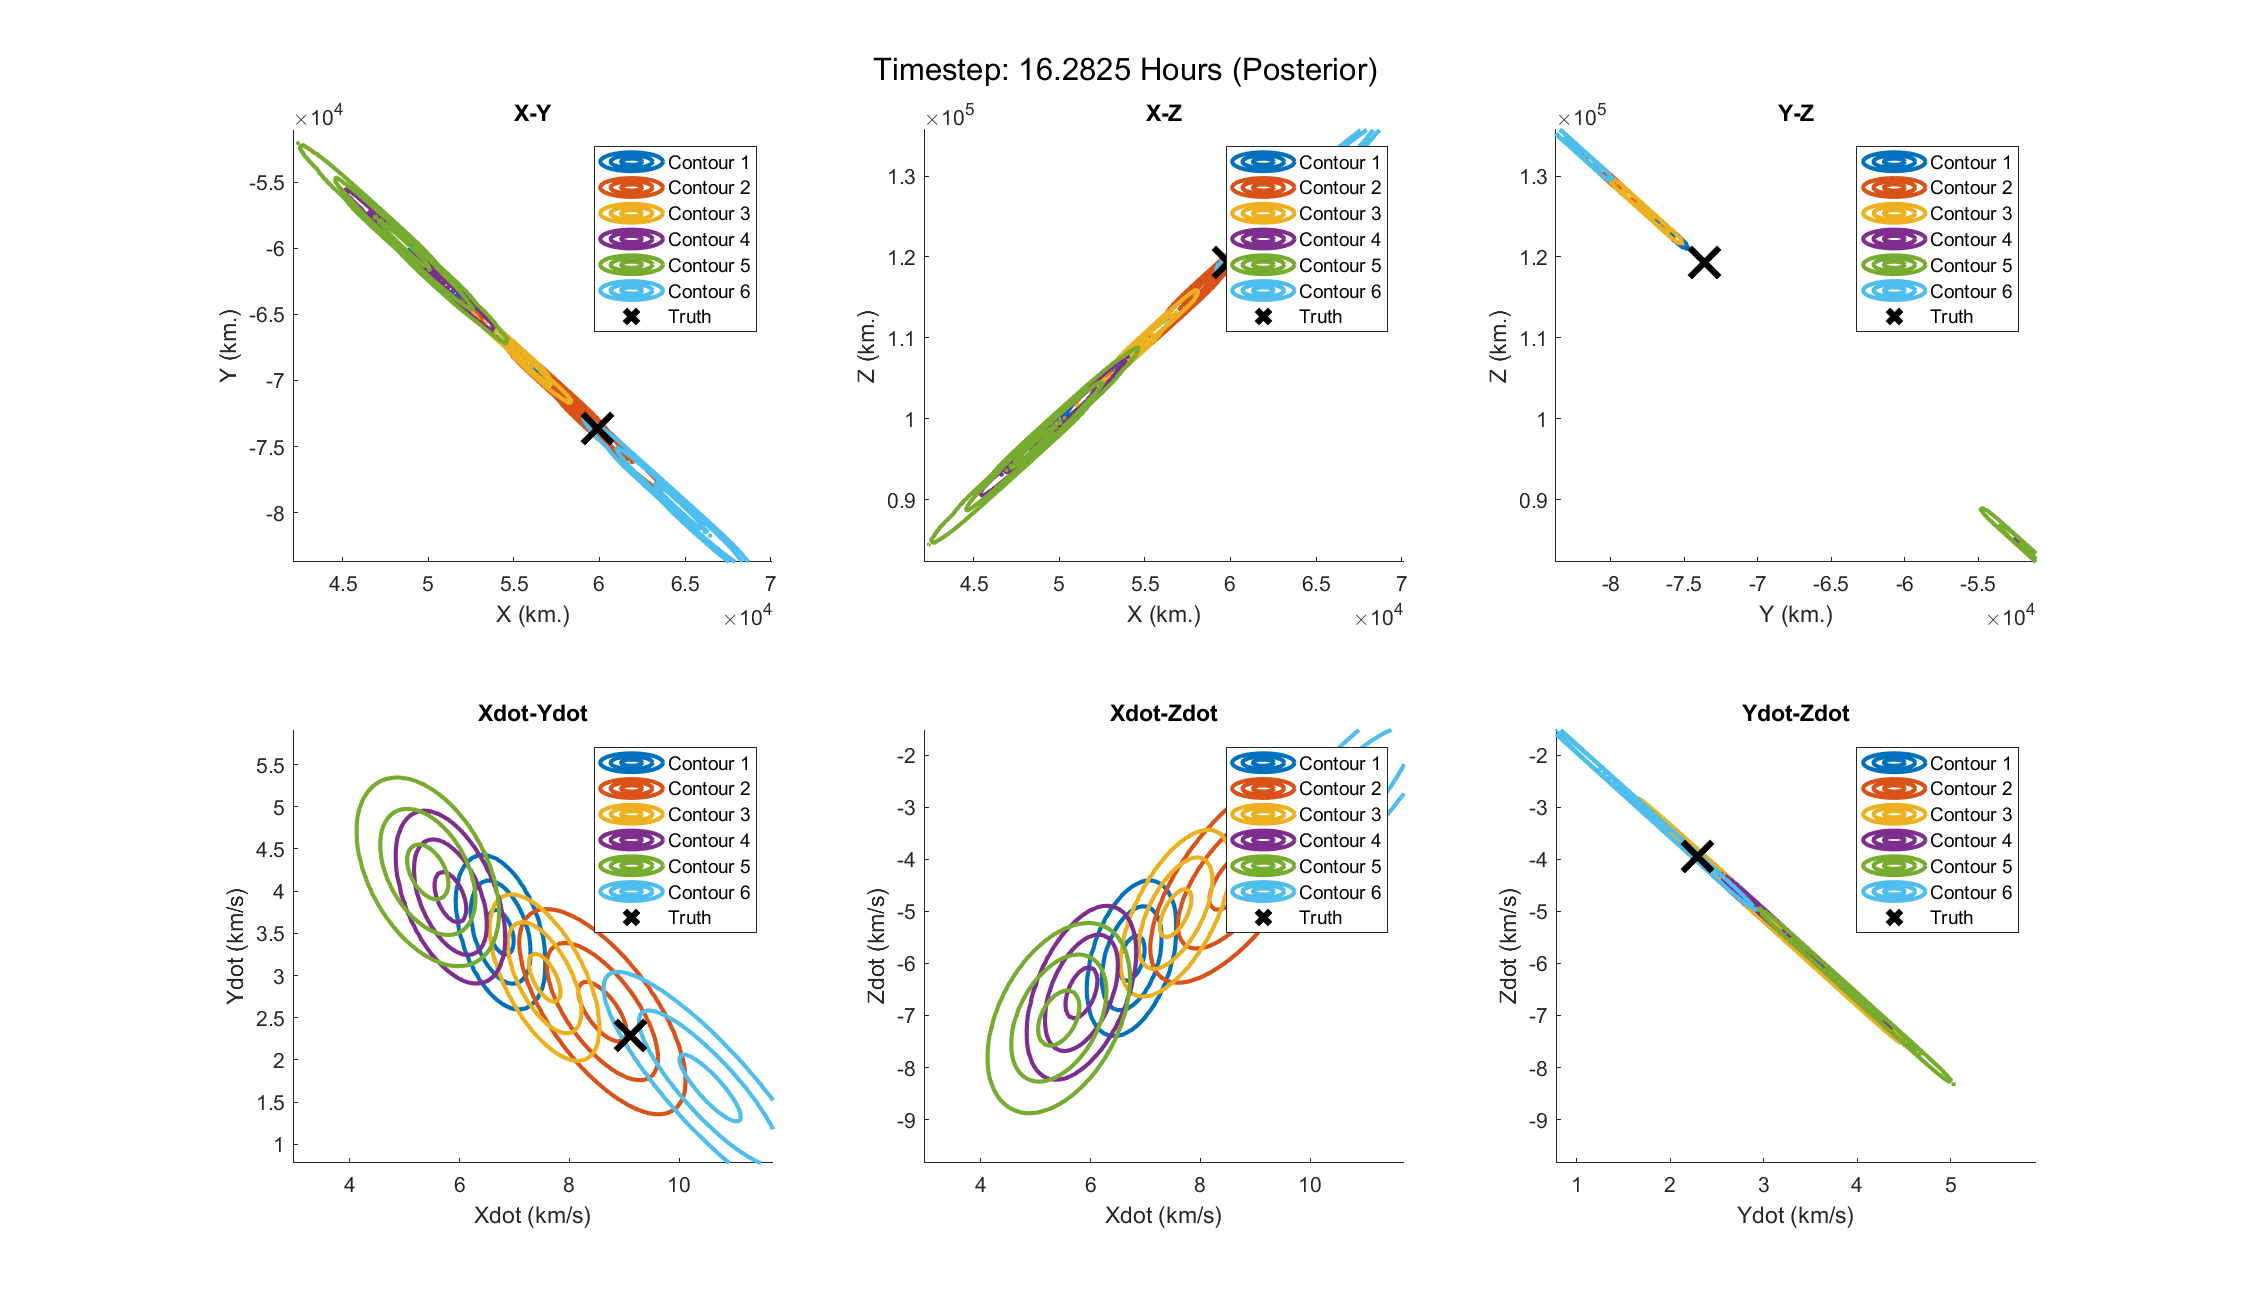 Timestep: 16.2825 Hours (Posterior)
X-Y
×10^4
-5.5
-6
-6.5
-7
-7.5
-8
Y (km.)
4.5 5 5.5 6 6.5 7
X (km.)
×10^4
Contour 1
Contour 2
Contour 3
Contour 4
Contour 5
Contour 6
Truth
X-Z
×10^5
1.3
1.2
1.1
1
0.9
Z (km.)
4.5 5 5.5 6 6.5 7
X (km.)
×10^4
Contour 1
Contour 2
Contour 3
Contour 4
Contour 5
Contour 6
Truth
Y-Z
×10^5
1.3
1.2
1.1
1
0.9
Z (km.)
-8 -7.5 -7 -6.5 -6 -5.5
Y (km.)
×10^4
Contour 1
Contour 2
Contour 3
Contour 4
Contour 5
Contour 6
Truth
Xdot-Ydot
5.5
5
4.5
4
3.5
3
2.5
2
1.5
1
Ydot (km/s)
4 6 8 10
Xdot (km/s)
Contour 1
Contour 2
Contour 3
Contour 4
Contour 5
Contour 6
Truth
Xdot-Zdot
-2
-3
-4
-5
-6
-7
-8
-9
Zdot (km/s)
4 6 8 10
Xdot (km/s)
Contour 1
Contour 2
Contour 3
Contour 4
Contour 5
Contour 6
Truth
Ydot-Zdot
-2
-3
-4
-5
-6
-7
-8
-9
Zdot (km/s)
1 2 3 4 5
Ydot (km/s)
Contour 1
Contour 2
Contour 3
Contour 4
Contour 5
Contour 6
Truth